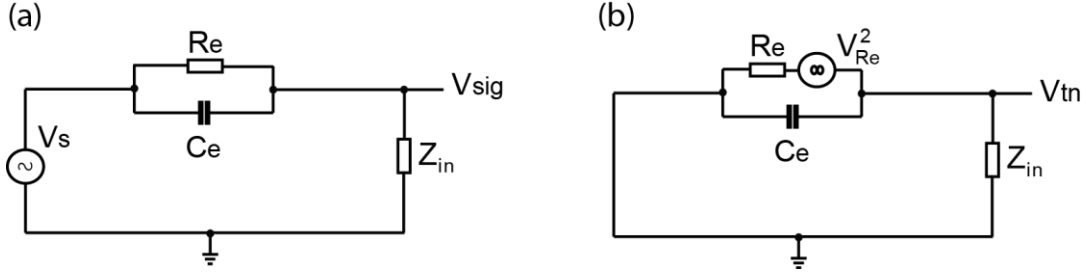 (a)
Re
Vsig
Vs
Ce
Zin
(b)
Re
V²Re
Vtn
Ce
Zin